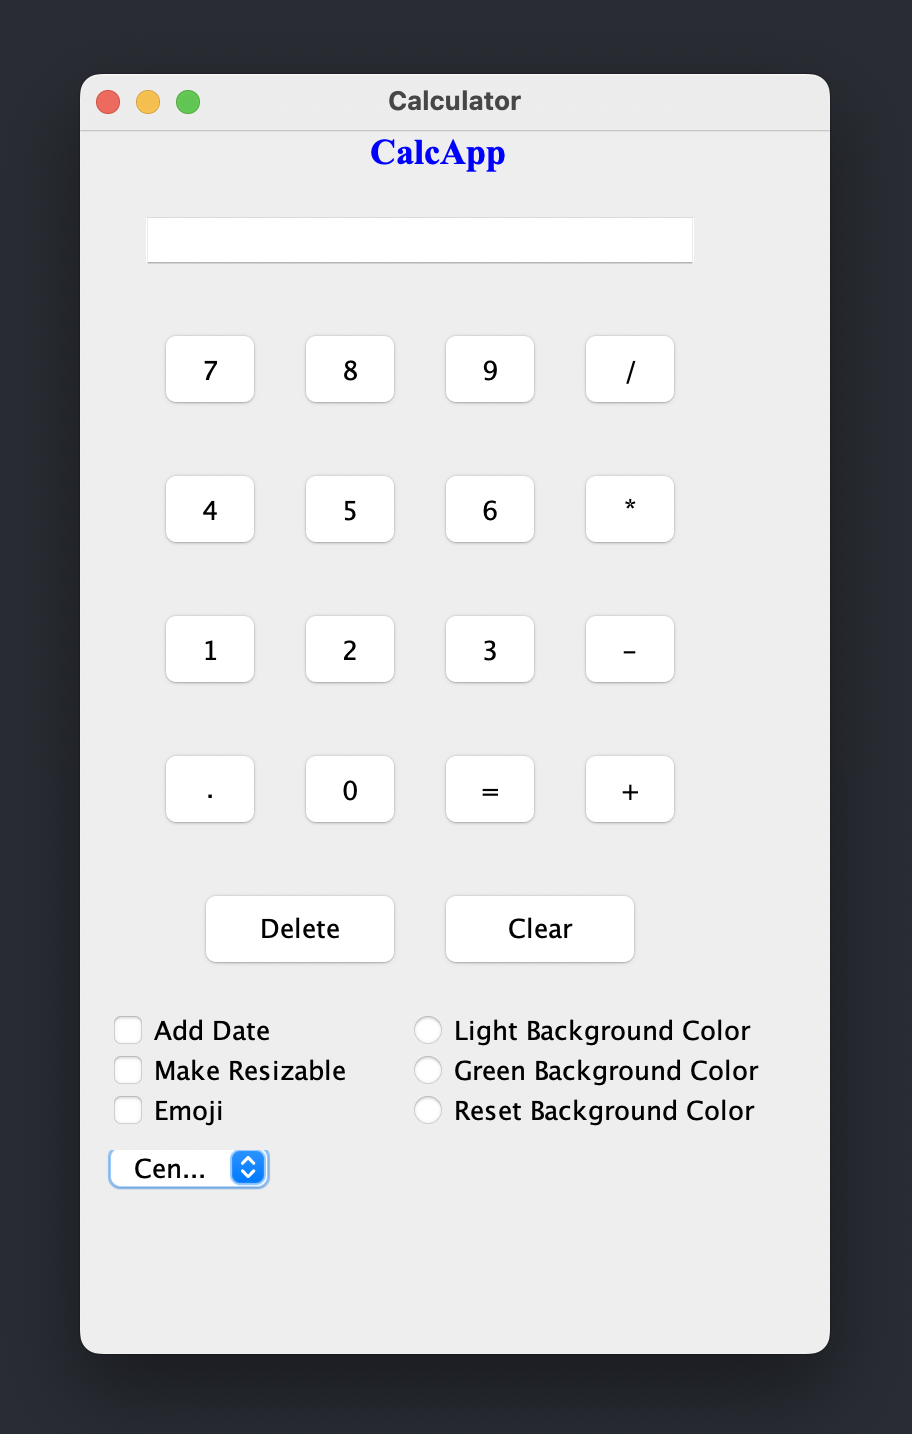 Calculator
CalcApp
7 8 9 /
4 5 6 *
1 2 3 -
. 0 = +
Delete Clear
Add Date Light Background Color
Make Resizable Green Background Color
Emoji Reset Background Color
Cen...